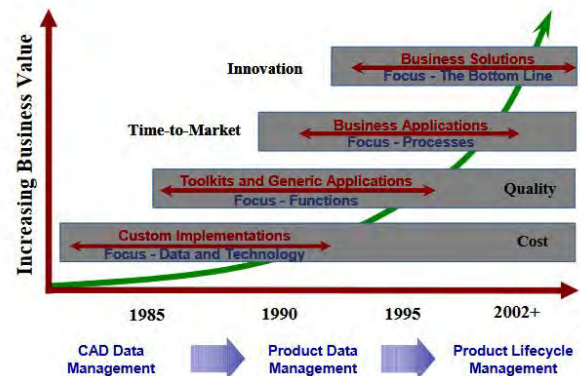 Increasing Business Value
Innovation
Business Solutions
Focus - The Bottom Line
Time-to-Market
Business Applications
Focus - Processes
Toolkits and Generic Applications
Focus - Functions
Quality
Custom Implementations
Focus - Data and Technology
Cost
1985
1990
1995
2002+
CAD Data
Management
Product Data
Management
Product Lifecycle
Management